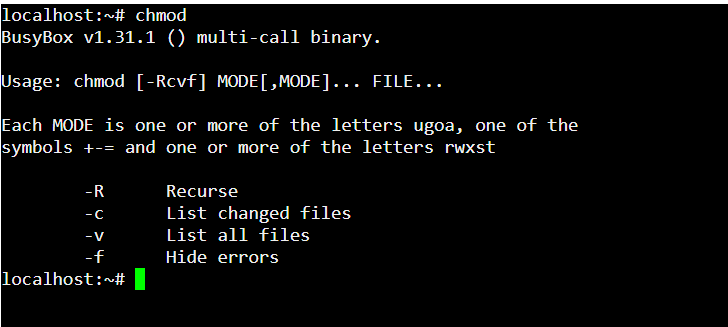 localhost:~# chmod
BusyBox v1.31.1 () multi-call binary.
Usage: chmod [-Rcvf] MODE[,MODE]... FILE...
Each MODE is one or more of the letters ugoa, one of the
symbols +-= and one or more of the letters rwxst
-R Recurse
-c List changed files
-v List all files
-f Hide errors
localhost:~#